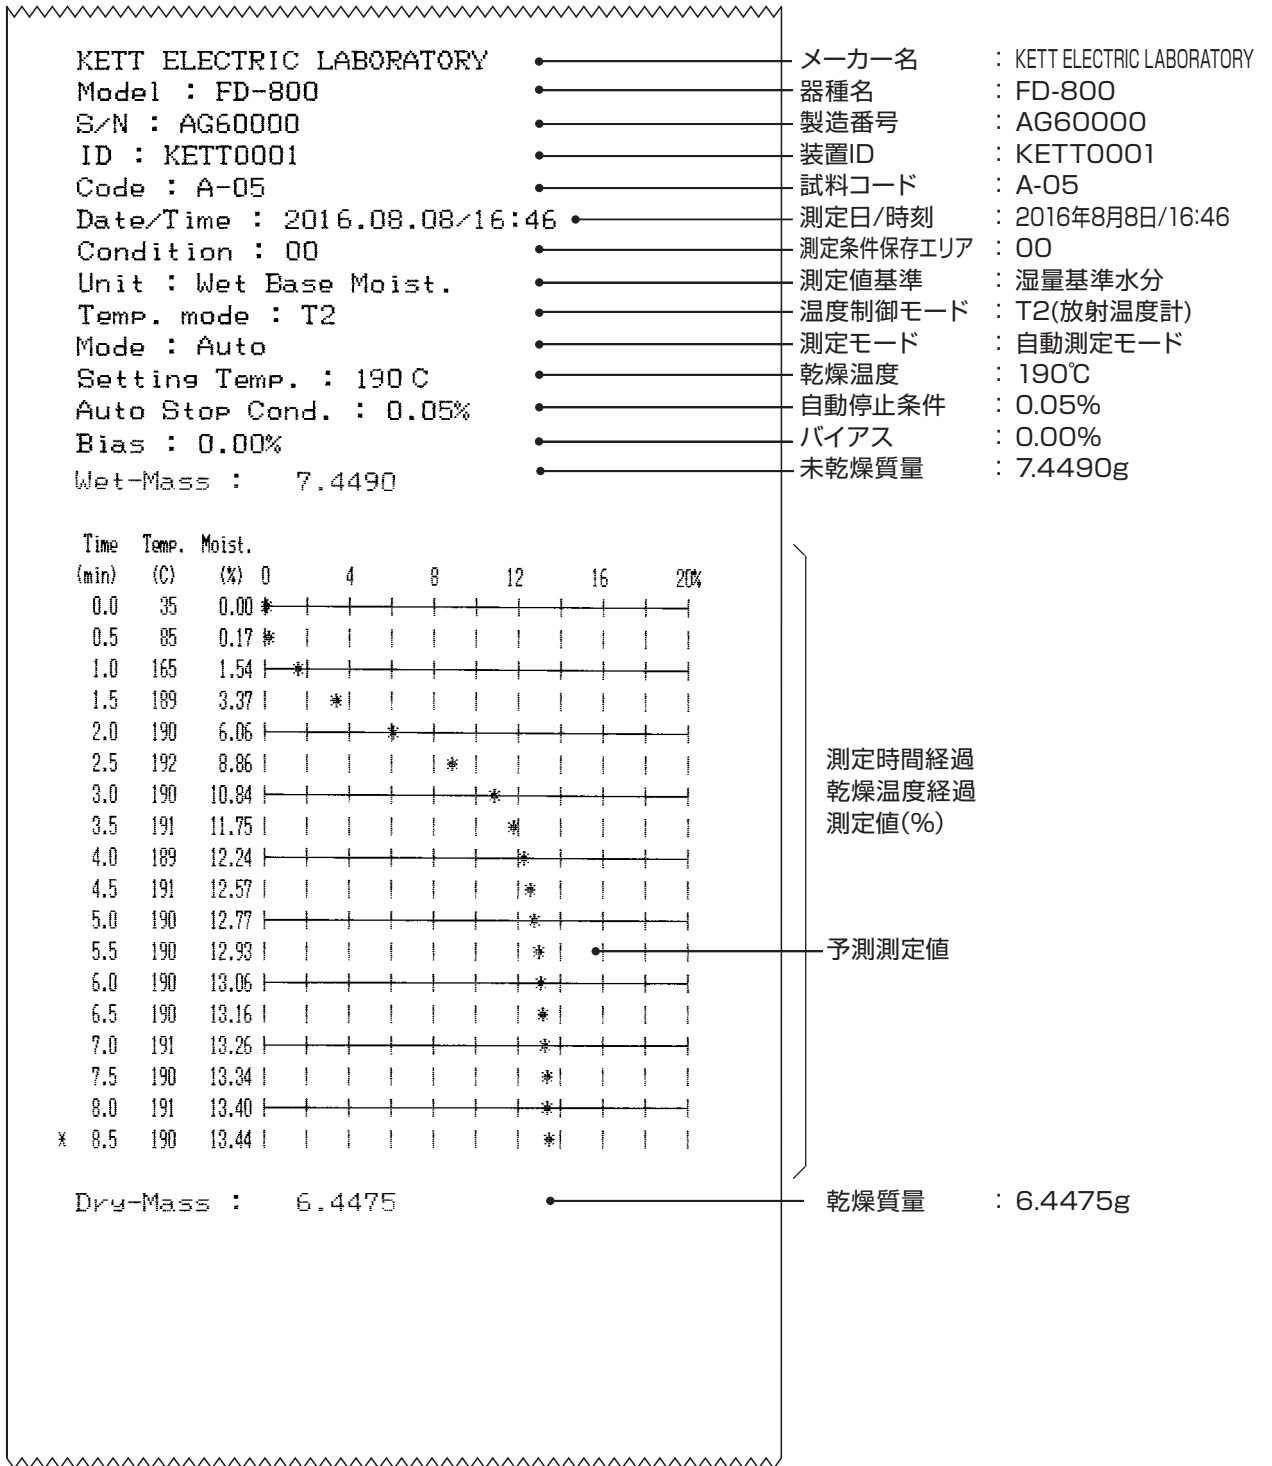 KETT ELECTRIC LABORATORY メーカー名 : KETT ELECTRIC LABORATORY
Model : FD-800 器種名 : FD-800
S/N : AG60000 製造番号 : AG60000
ID : KETT0001 装置ID : KETT0001
Code : A-05 試料コード : A-05
Date/Time : 2016.08.08/16:46 測定日/時刻 : 2016年8月8日/16:46
Condition : 00 測定条件保存エリア : 00
Unit : Wet Base Moist. 測定値基準 : 湿量基準水分
Temp. mode : T2 温度制御モード : T2(放射温度計)
Mode : Auto 測定モード : 自動測定モード
Setting Temp. : 190 C 乾燥温度 : 190℃
Auto Stop Cond. : 0.05% 自動停止条件 : 0.05%
Bias : 0.00% バイアス : 0.00%
Wet-Mass : 7.4490 未乾燥質量 : 7.4490g
Time Temp. Moist.
(min) (C) (%) 0 4 8 12 16 20%
0.0 35 0.00
0.5 85 0.17
1.0 165 1.54
1.5 189 3.37
2.0 190 6.06
2.5 192 8.86 測定時間経過
3.0 190 10.84 乾燥温度経過
3.5 191 11.75 測定値(%)
4.0 189 12.24
4.5 191 12.57
5.0 190 12.77
5.5 190 12.93 予測測定値
6.0 190 13.06
6.5 190 13.16
7.0 191 13.26
7.5 190 13.34
8.0 191 13.40
* 8.5 190 13.44
Dry-Mass : 6.4475 乾燥質量 : 6.4475g